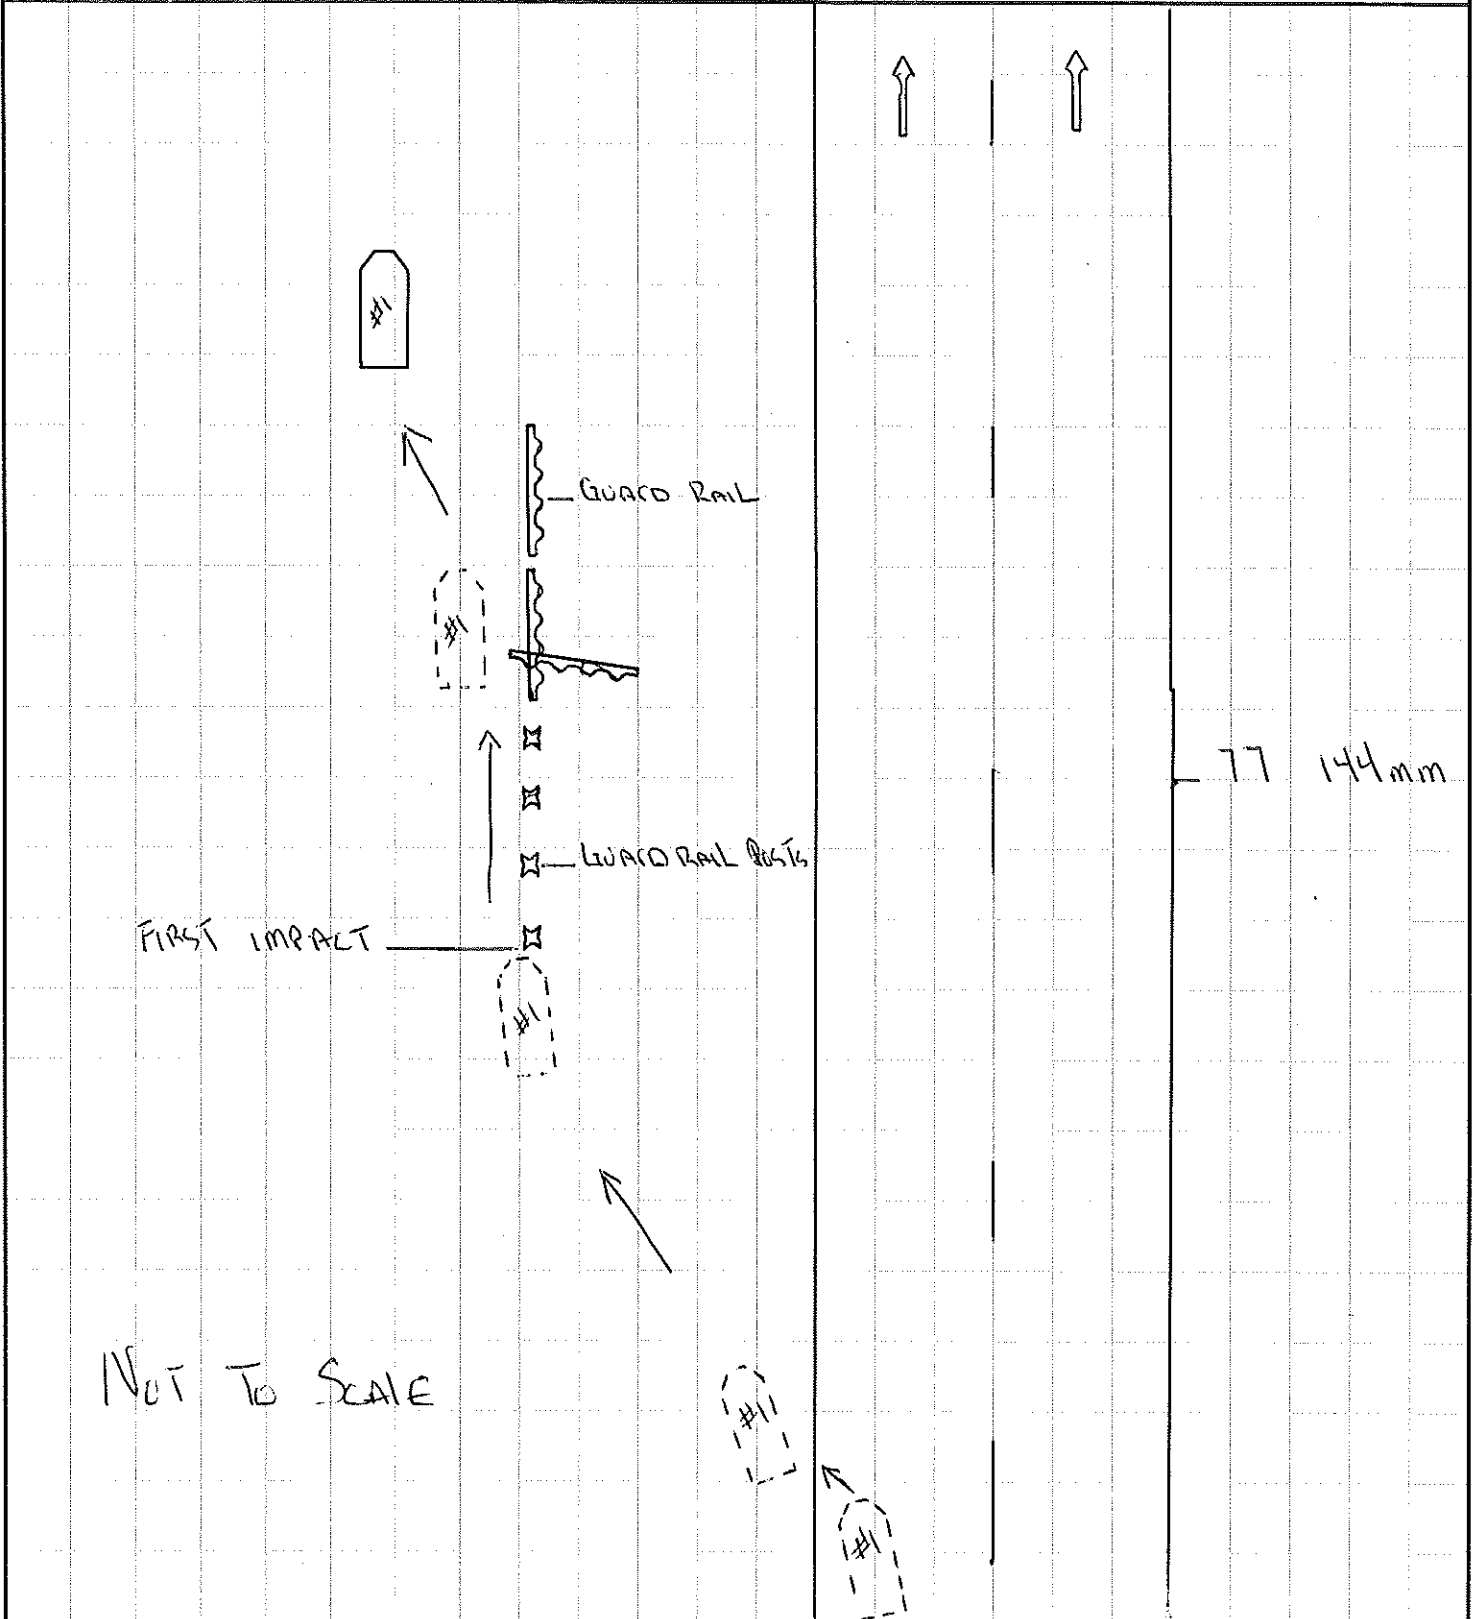 #1
GUARD RAIL
#1
77 144mm
GUARD RAIL POSTS
FIRST IMPACT
#1
NOT TO SCALE
#1
#1